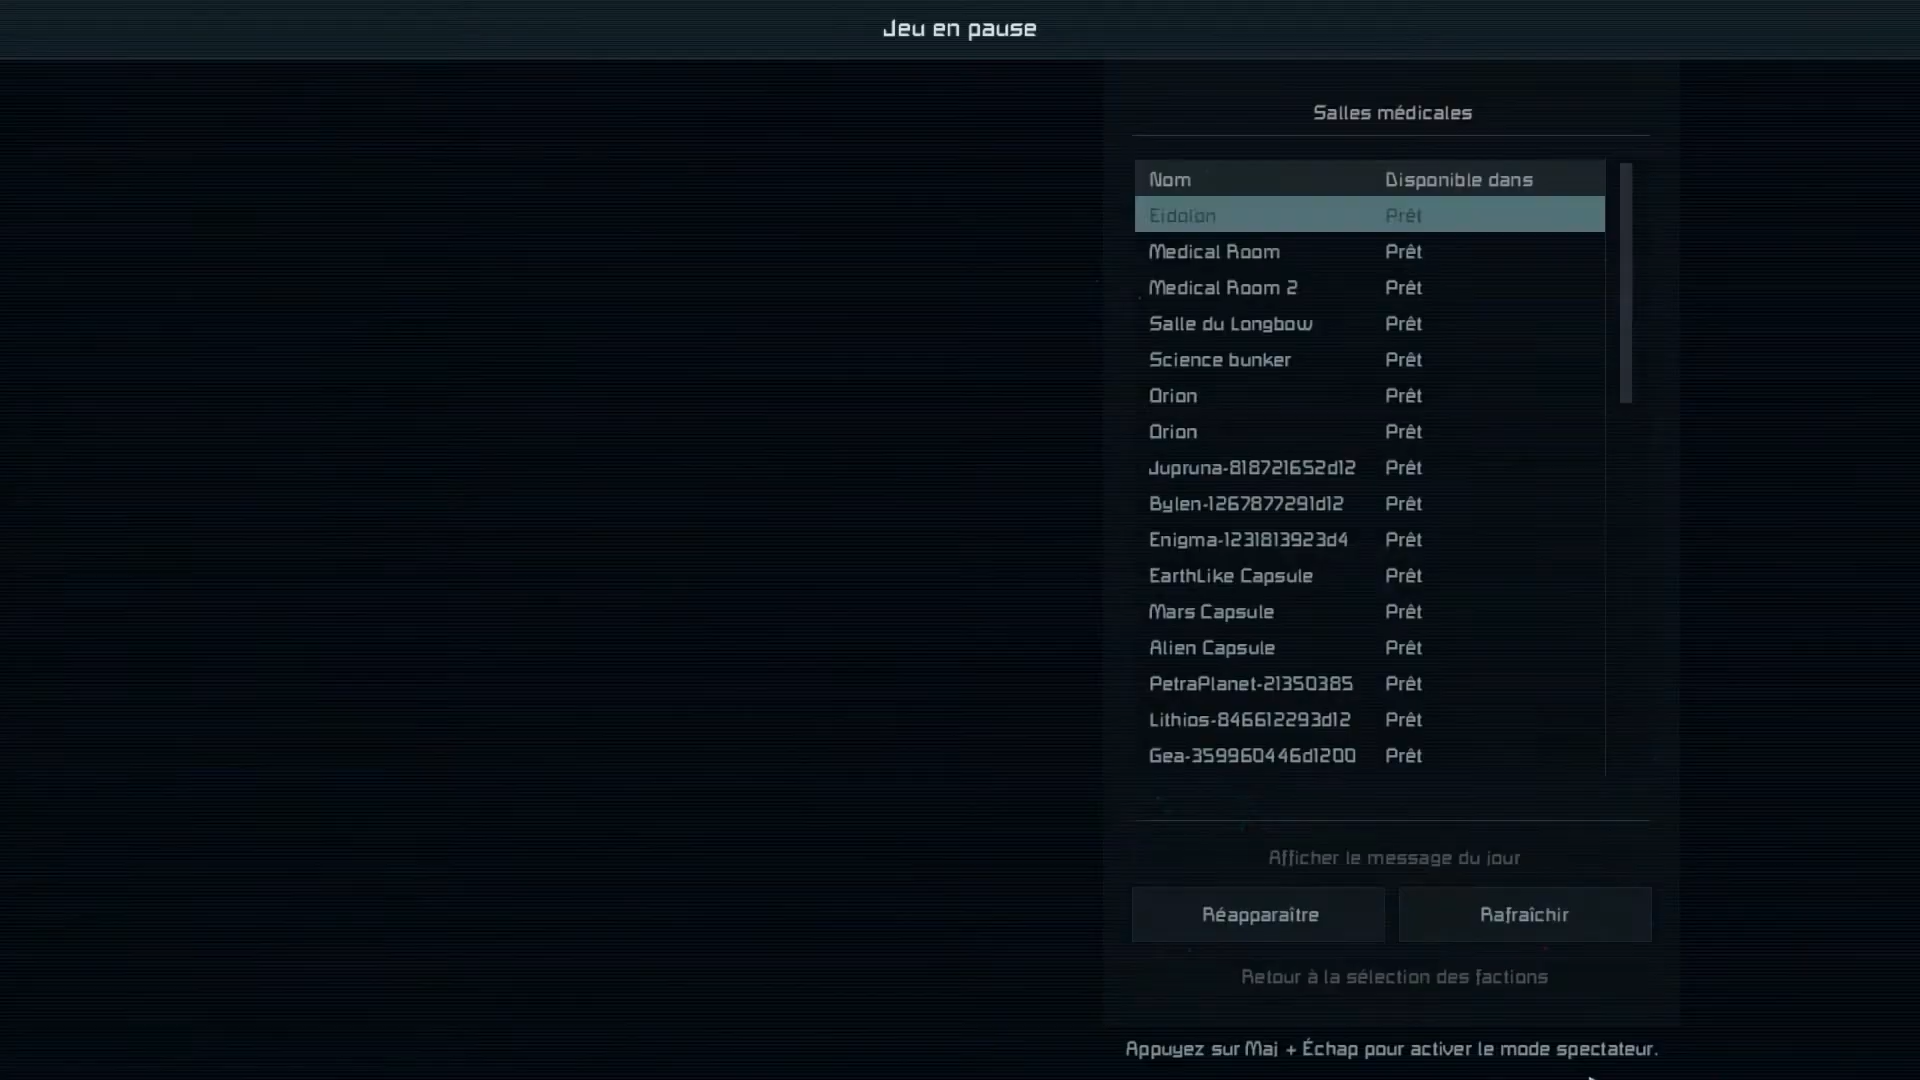 Jeu en pause
Salles médicales
Nom Disponible dans
Eidolon Prêt
Medical Room Prêt
Medical Room 2 Prêt
Salle du Longbow Prêt
Science bunker Prêt
Orion Prêt
Orion Prêt
Jupruna-818721652d12 Prêt
Bylen-1267877291d12 Prêt
Enigma-1231813923d4 Prêt
EarthLike Capsule Prêt
Mars Capsule Prêt
Alien Capsule Prêt
PetraPlanet-21350385 Prêt
Lithios-846612293d12 Prêt
Gea-359960446d1200 Prêt
Afficher le message du jour
Réapparaître Rafraîchir
Retour à la sélection des factions
Appuyez sur Maj + Échap pour activer le mode spectateur.